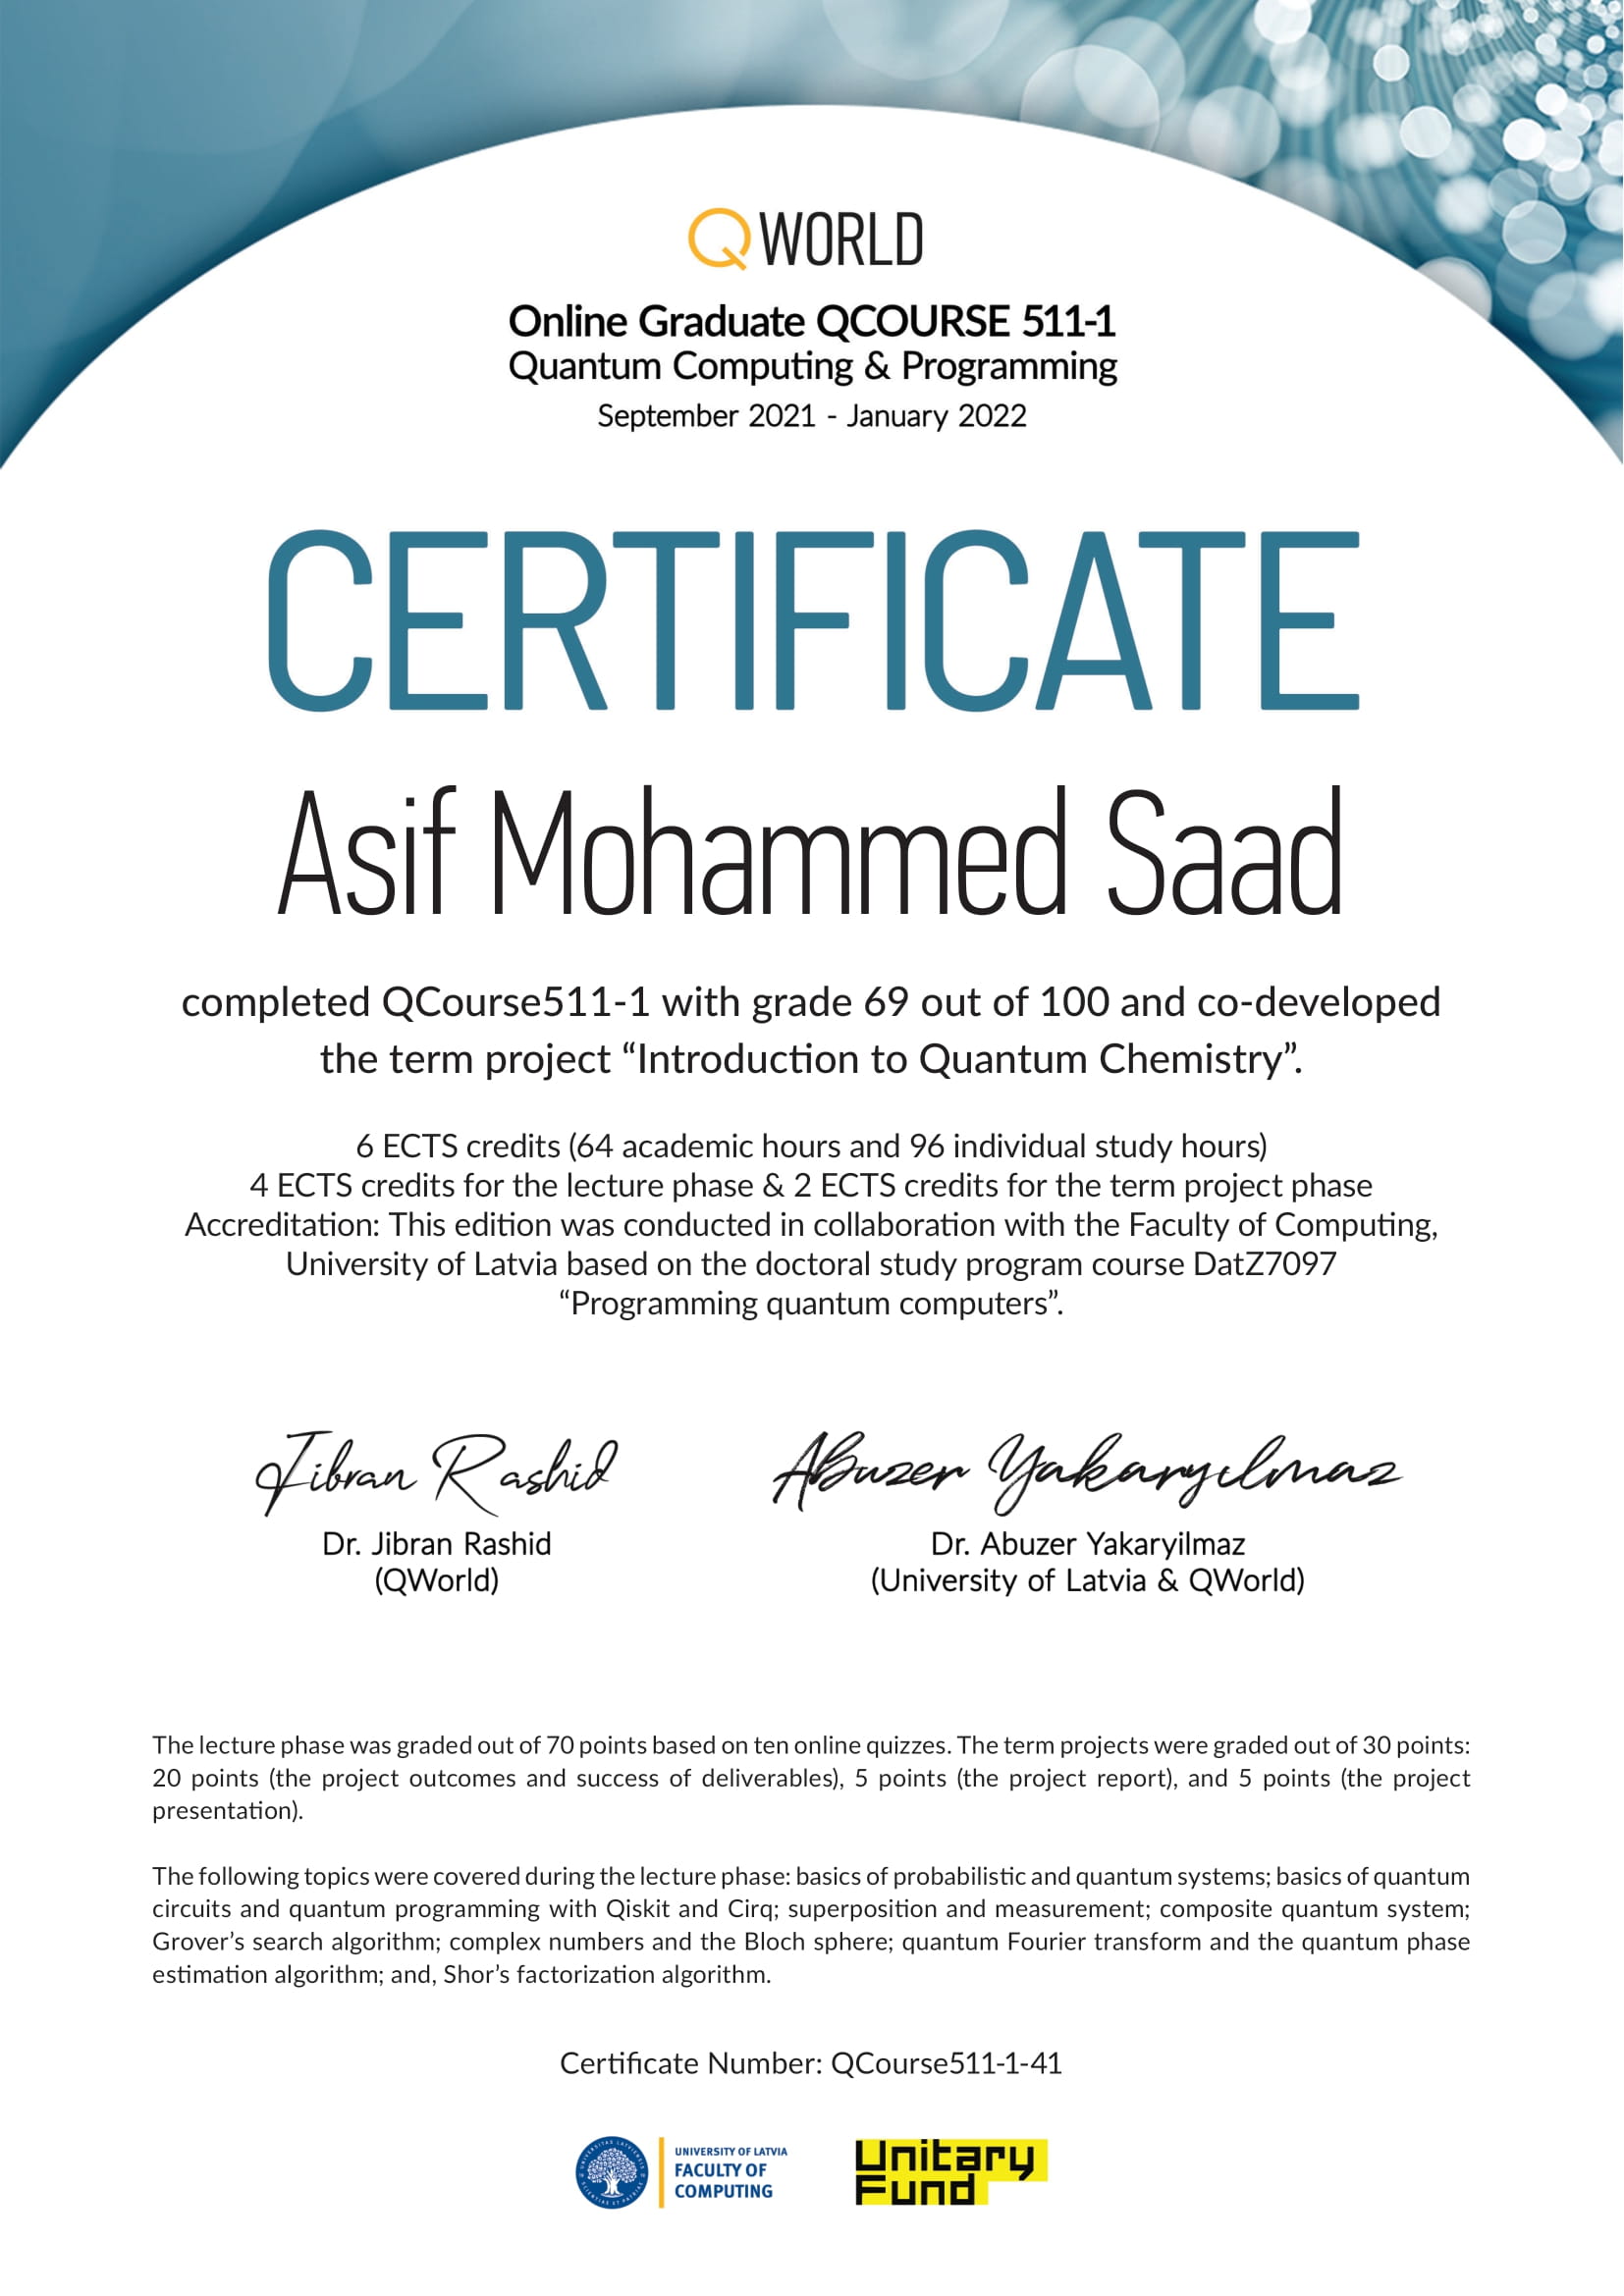 QWORLD
Online Graduate QCOURSE 511-1
Quantum Computing & Programming
September 2021 - January 2022
CERTIFICATE
Asif Mohammed Saad
completed QCourse511-1 with grade 69 out of 100 and co-developed
the term project “Introduction to Quantum Chemistry”.
6 ECTS credits (64 academic hours and 96 individual study hours)
4 ECTS credits for the lecture phase & 2 ECTS credits for the term project phase
Accreditation: This edition was conducted in collaboration with the Faculty of Computing,
University of Latvia based on the doctoral study program course DatZ7097
“Programming quantum computers”.
Jibran Rashid
Abuzer Yakaryılmaz
Dr. Jibran Rashid
(QWorld)
Dr. Abuzer Yakaryilmaz
(University of Latvia & QWorld)
The lecture phase was graded out of 70 points based on ten online quizzes. The term projects were graded out of 30 points:
20 points (the project outcomes and success of deliverables), 5 points (the project report), and 5 points (the project
presentation).
The following topics were covered during the lecture phase: basics of probabilistic and quantum systems; basics of quantum
circuits and quantum programming with Qiskit and Cirq; superposition and measurement; composite quantum system;
Grover’s search algorithm; complex numbers and the Bloch sphere; quantum Fourier transform and the quantum phase
estimation algorithm; and, Shor’s factorization algorithm.
Certificate Number: QCourse511-1-41
UNIVERSITY OF LATVIA
FACULTY OF
COMPUTING
Unitary
Fund